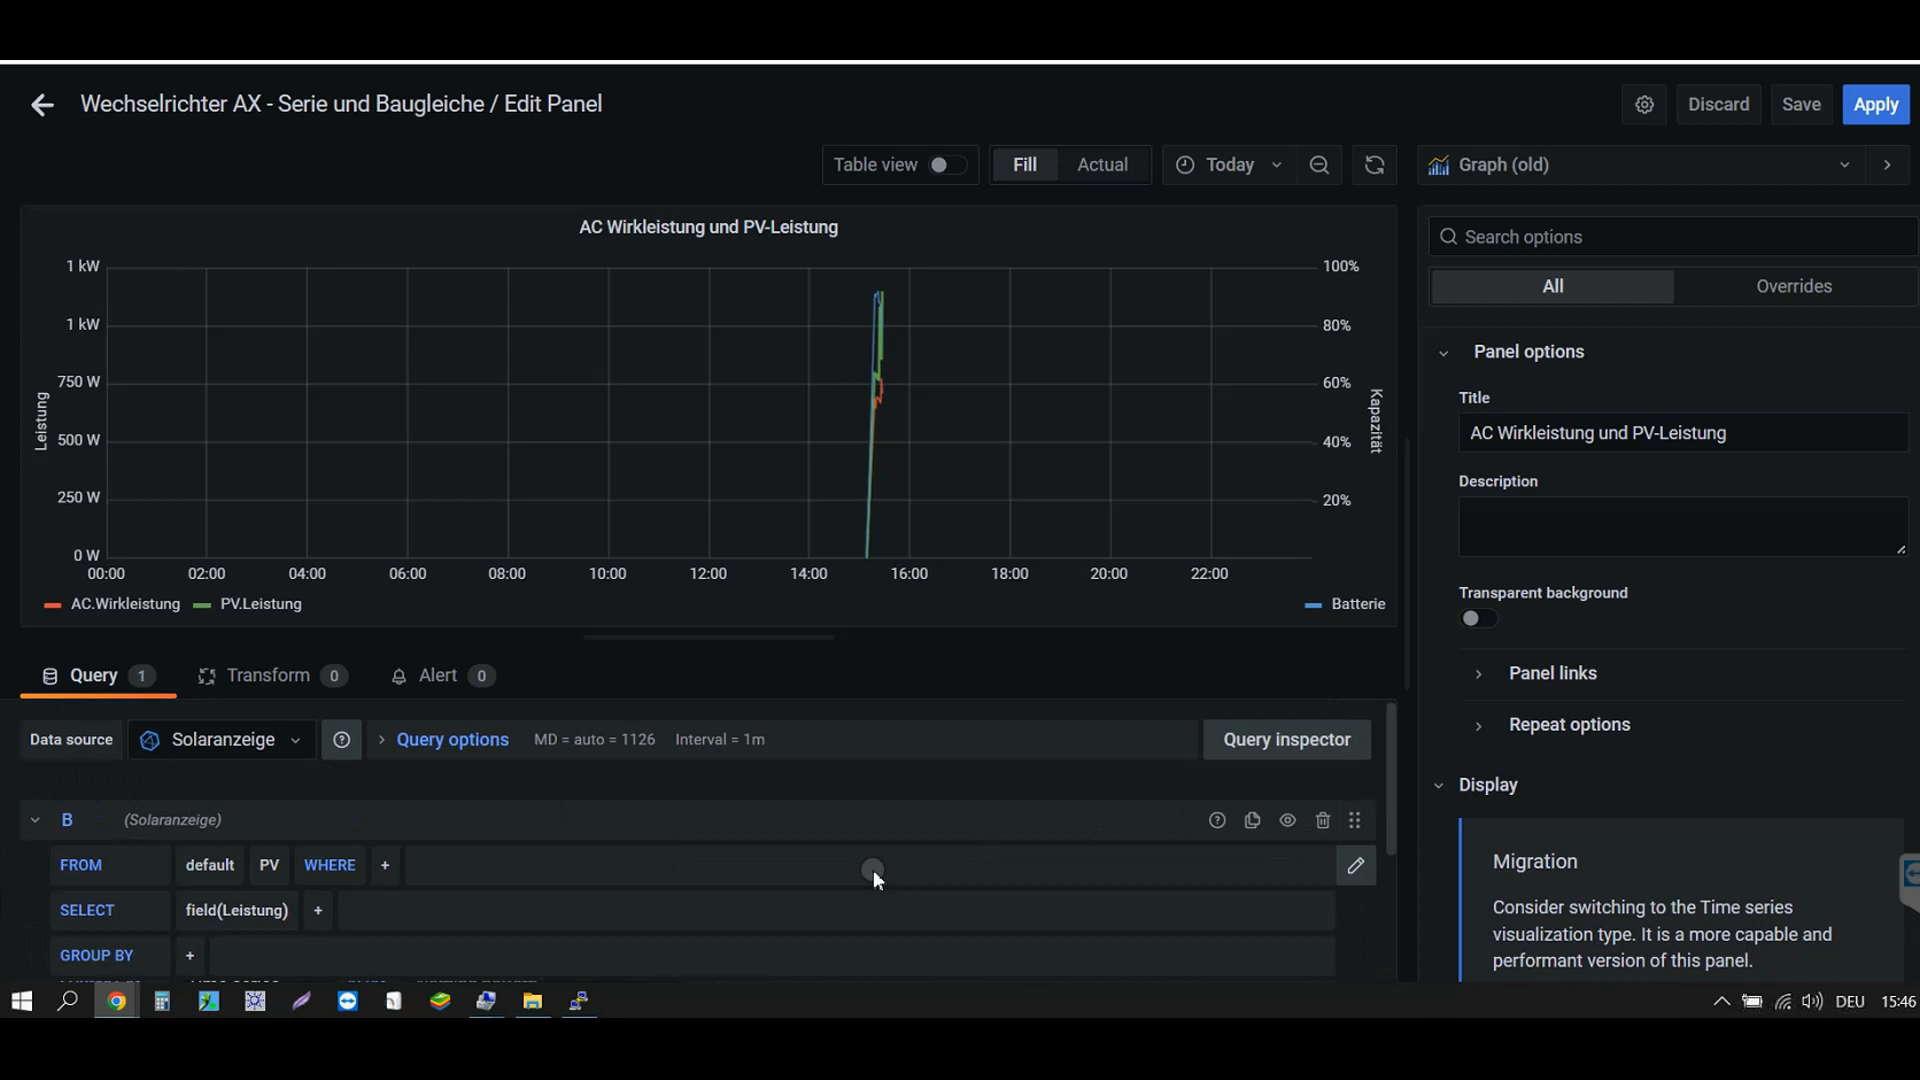 Wechselrichter AX - Serie und Baugleiche / Edit Panel
Discard
Save
Apply
Table view
Fill
Actual
Today
Graph (old)
AC Wirkleistung und PV-Leistung
1 kW
1 kW
750 W
500 W
250 W
0 W
Leistung
100%
80%
60%
40%
20%
Kapazität
00:00 02:00 04:00 06:00 08:00 10:00 12:00 14:00 16:00 18:00 20:00 22:00
AC.Wirkleistung PV.Leistung Batterie
Search options
All
Overrides
Panel options
Title
AC Wirkleistung und PV-Leistung
Description
Transparent background
Panel links
Repeat options
Display
Migration
Consider switching to the Time series
visualization type. It is a more capable and
performant version of this panel.
Query 1
Transform 0
Alert 0
Data source
Solaranzeige
Query options MD = auto = 1126 Interval = 1m
Query inspector
B (Solaranzeige)
FROM default PV WHERE +
SELECT field(Leistung) +
GROUP BY +
DEU 15:46